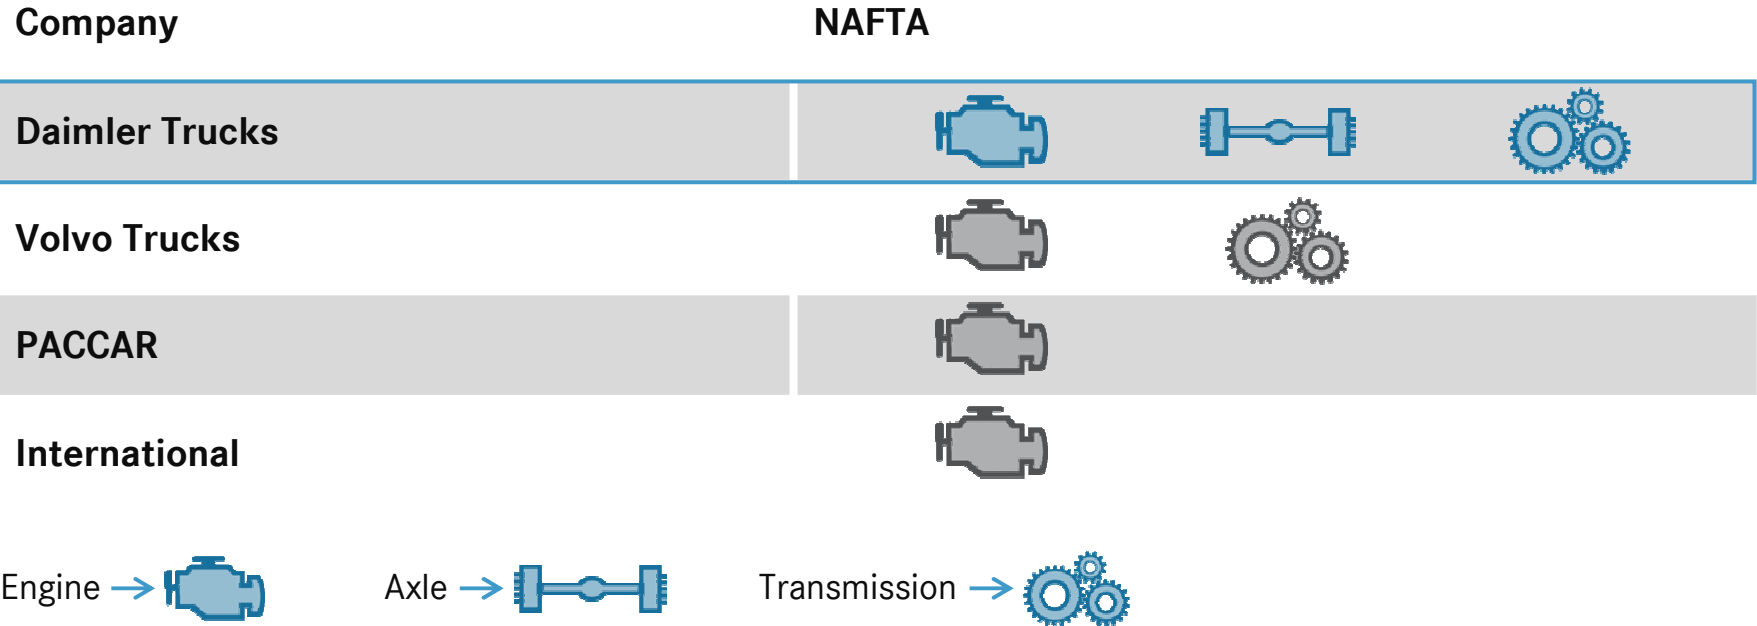 Company NAFTA
Daimler Trucks
Volvo Trucks
PACCAR
International
Engine Axle Transmission